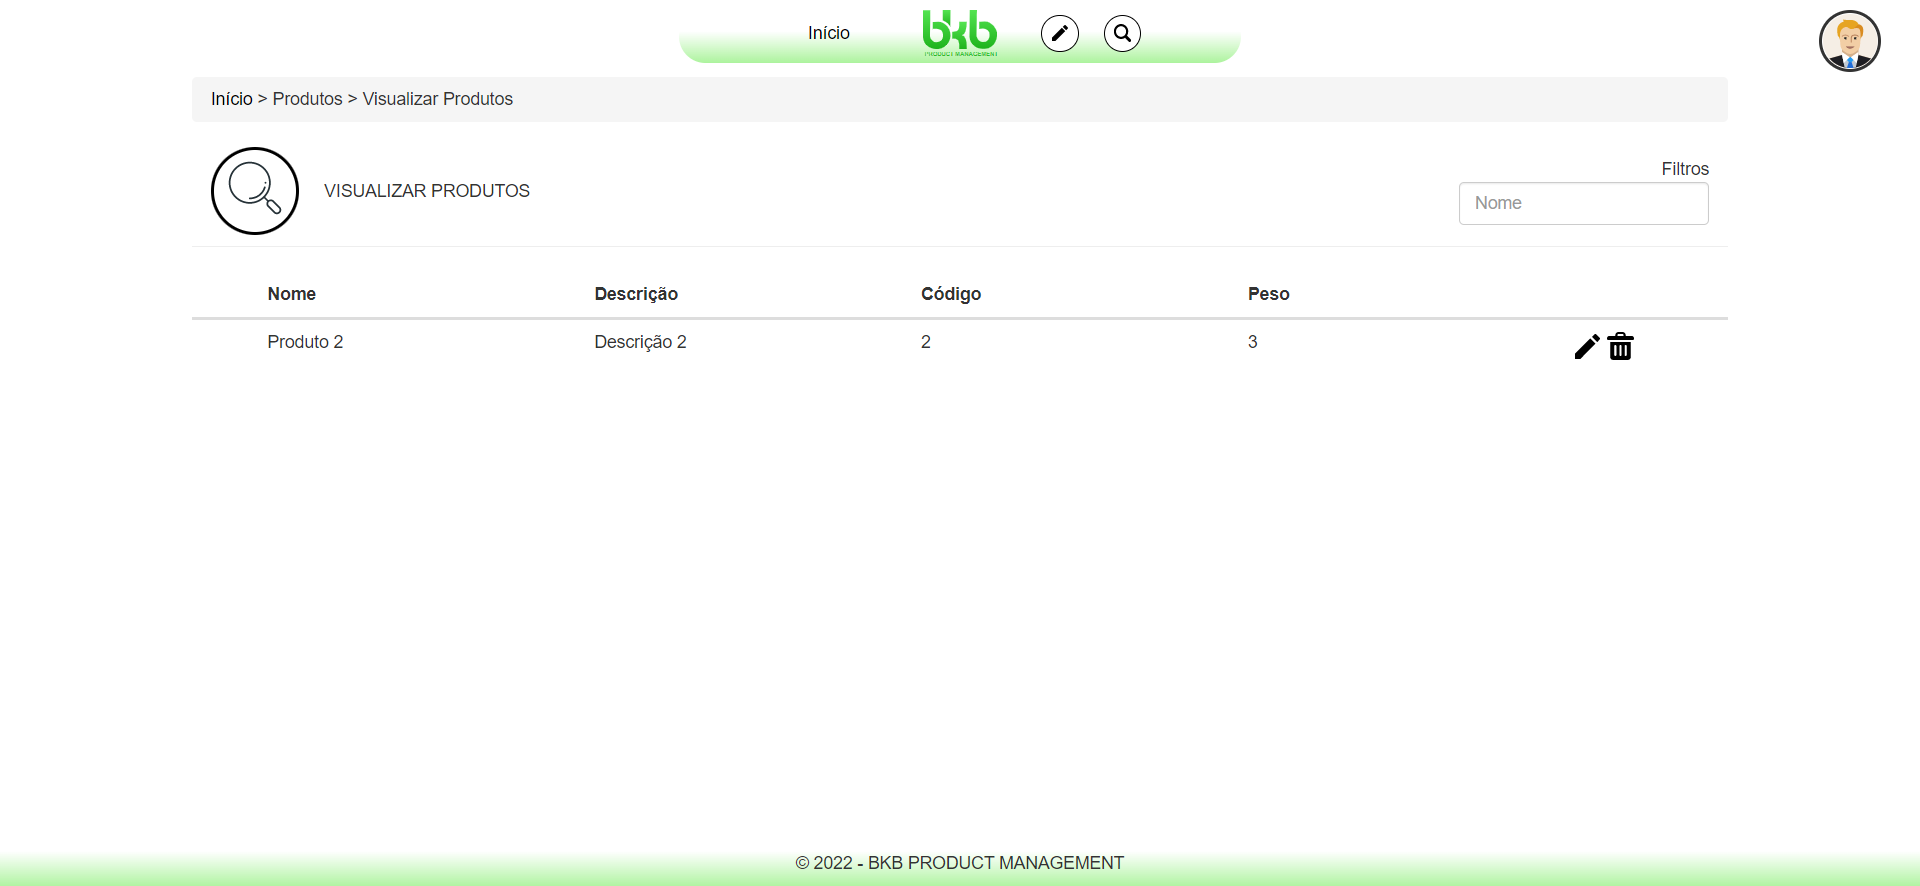 Início
bkb
PRODUCT MANAGEMENT
Início > Produtos > Visualizar Produtos
VISUALIZAR PRODUTOS
Filtros
Nome
Nome Descrição Código Peso
Produto 2 Descrição 2 2 3
© 2022 - BKB PRODUCT MANAGEMENT